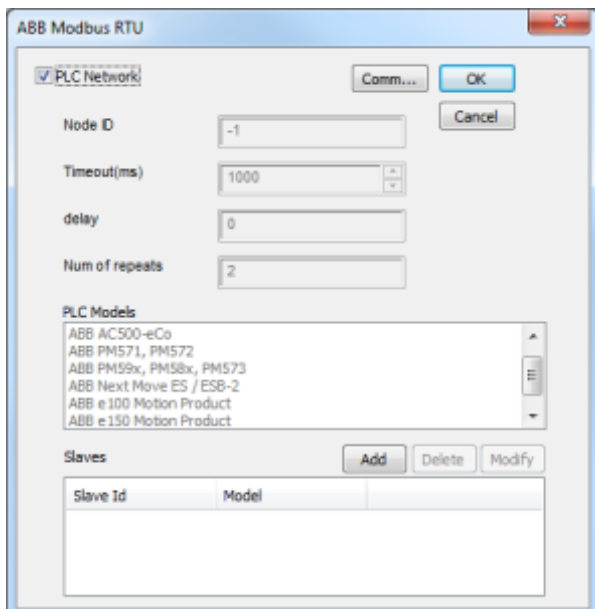 ABB Modbus RTU
PLC Network
Comm...
OK
Cancel
Node ID
-1
Timeout(ms)
1000
delay
0
Num of repeats
2
PLC Models
ABB AC500-eCo
ABB PM571, PM572
ABB PM59x, PM58x, PM573
ABB Next Move ES / ESB-2
ABB e100 Motion Product
ABB e150 Motion Product
Slaves
Add
Delete
Modify
Slave Id
Model